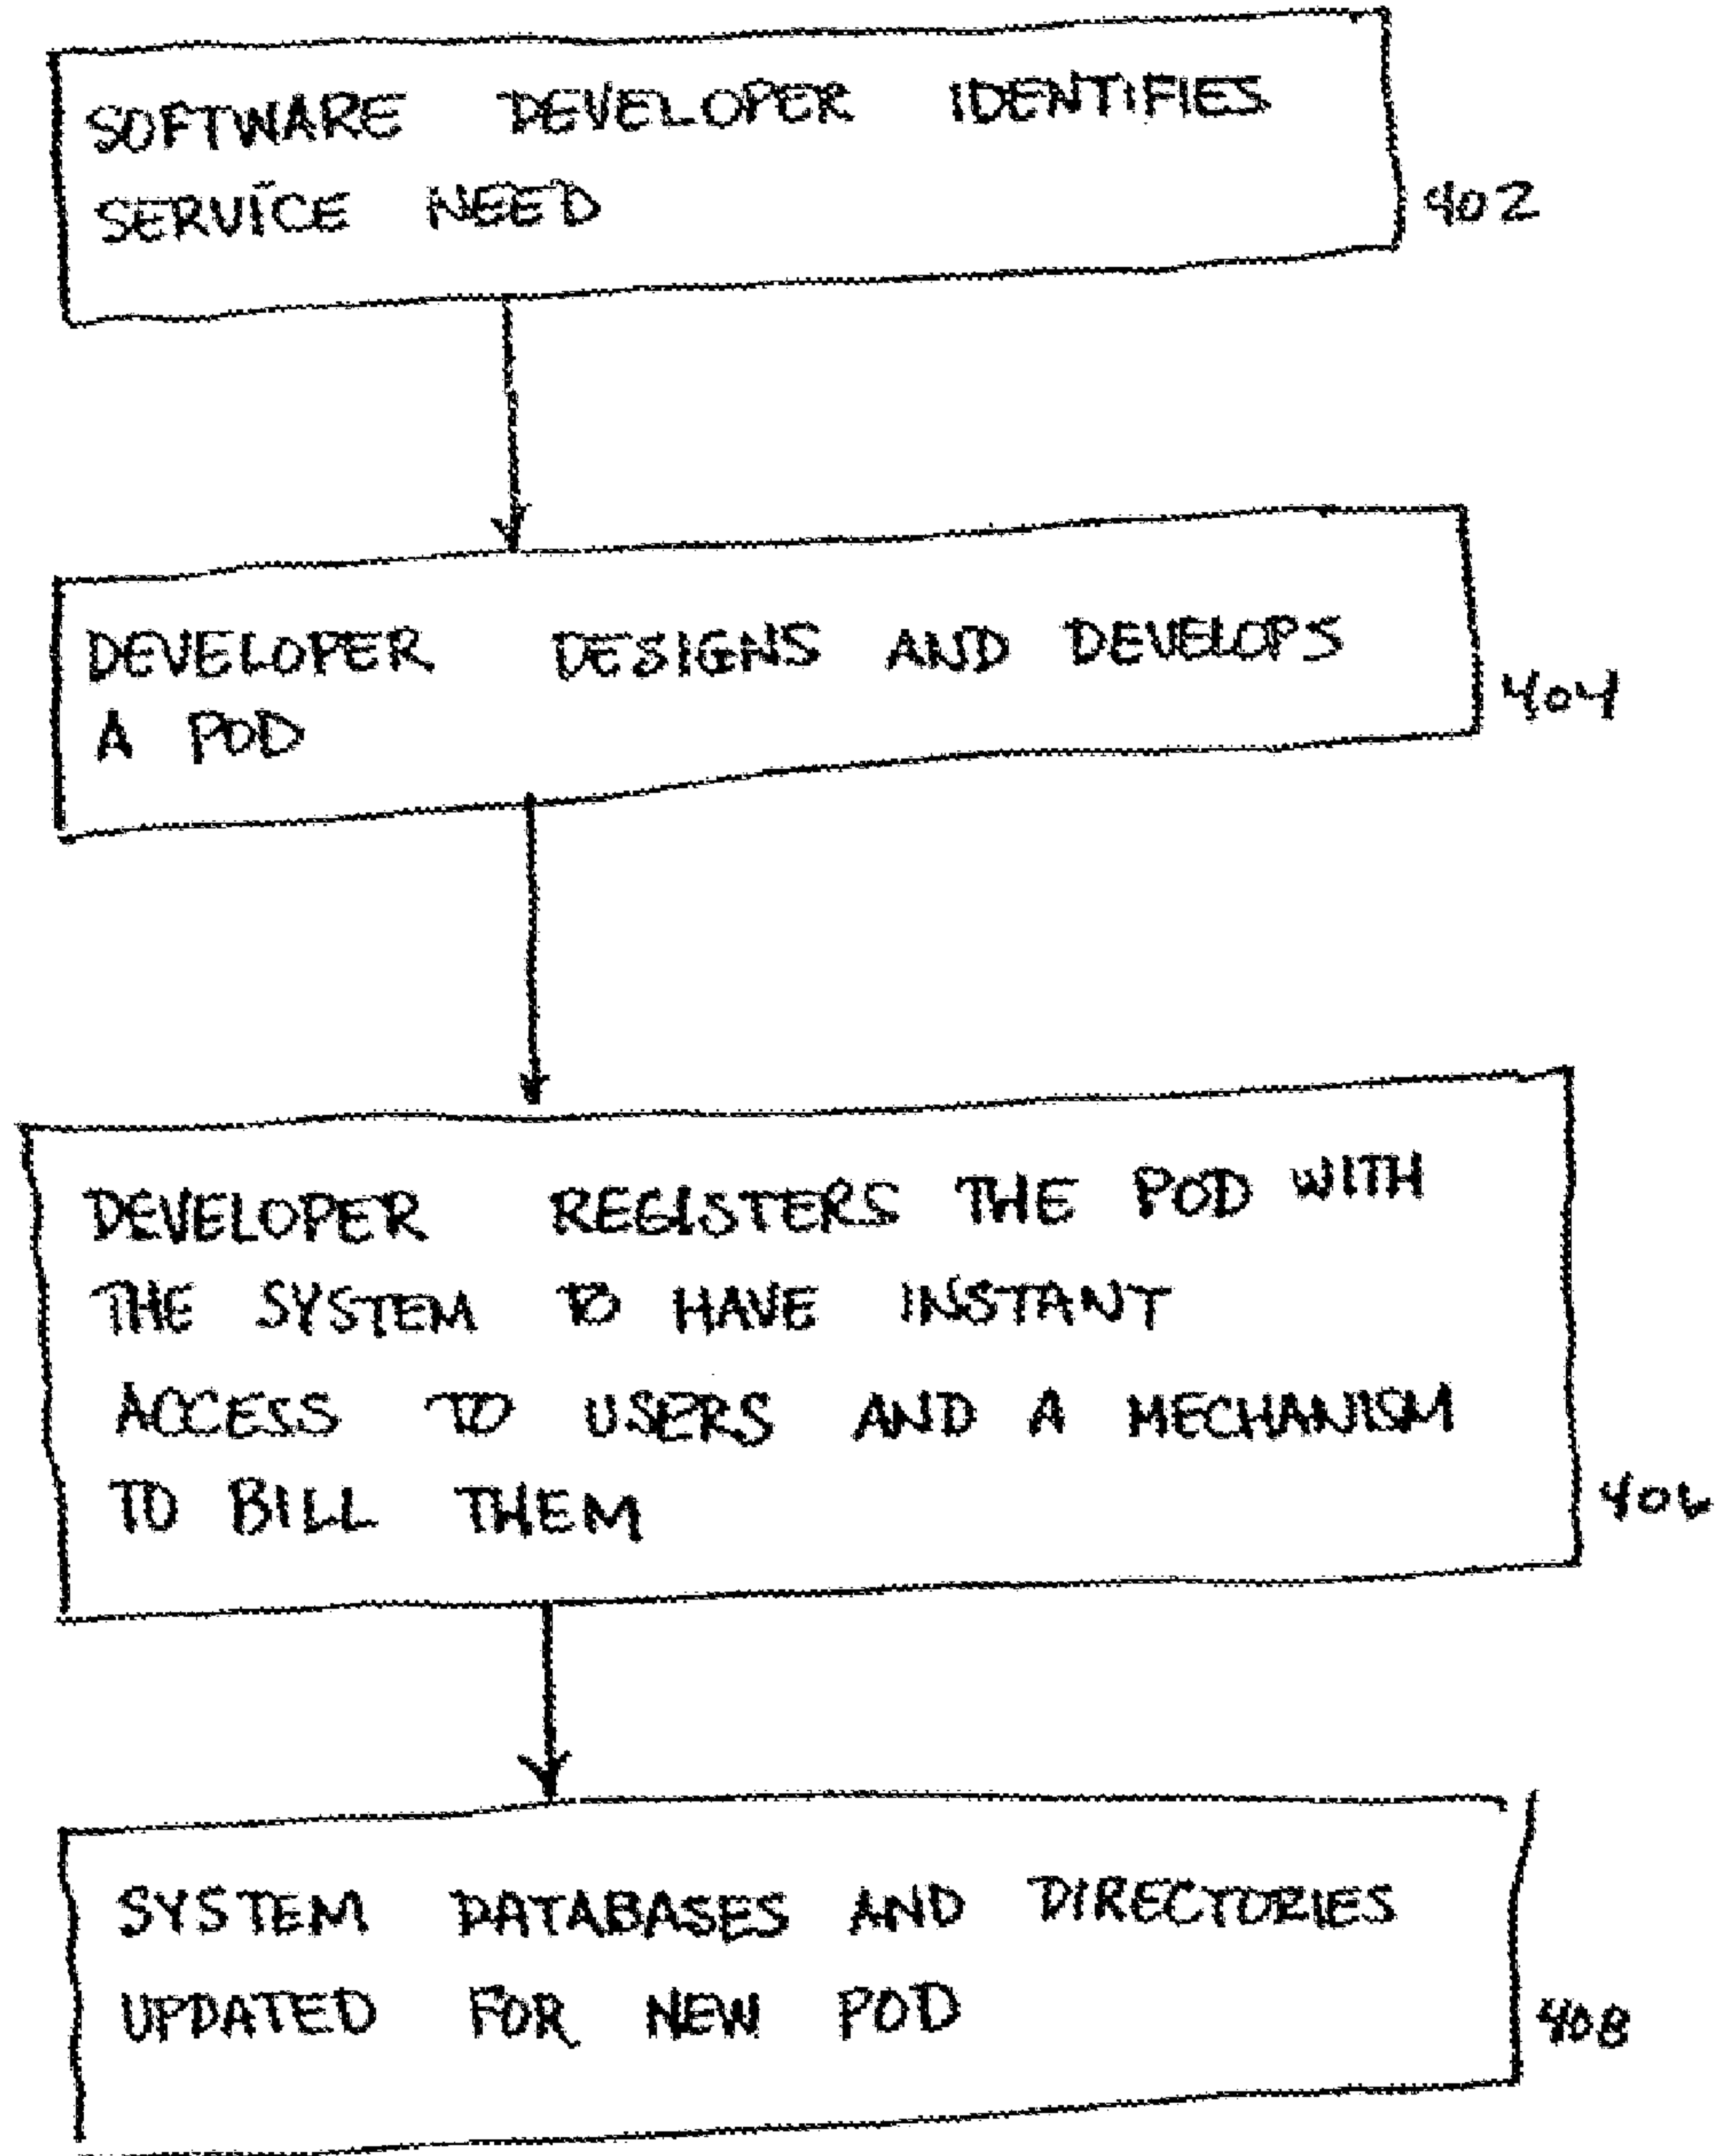 SOFTWARE DEVELOPER IDENTIFIES
SERVICE NEED
402
DEVELOPER DESIGNS AND DEVELOPS
A POD
404
DEVELOPER REGISTERS THE POD WITH
THE SYSTEM TO HAVE INSTANT
ACCESS TO USERS AND A MECHANISM
TO BILL THEM
406
SYSTEM DATABASES AND DIRECTORIES
UPDATED FOR NEW POD
408